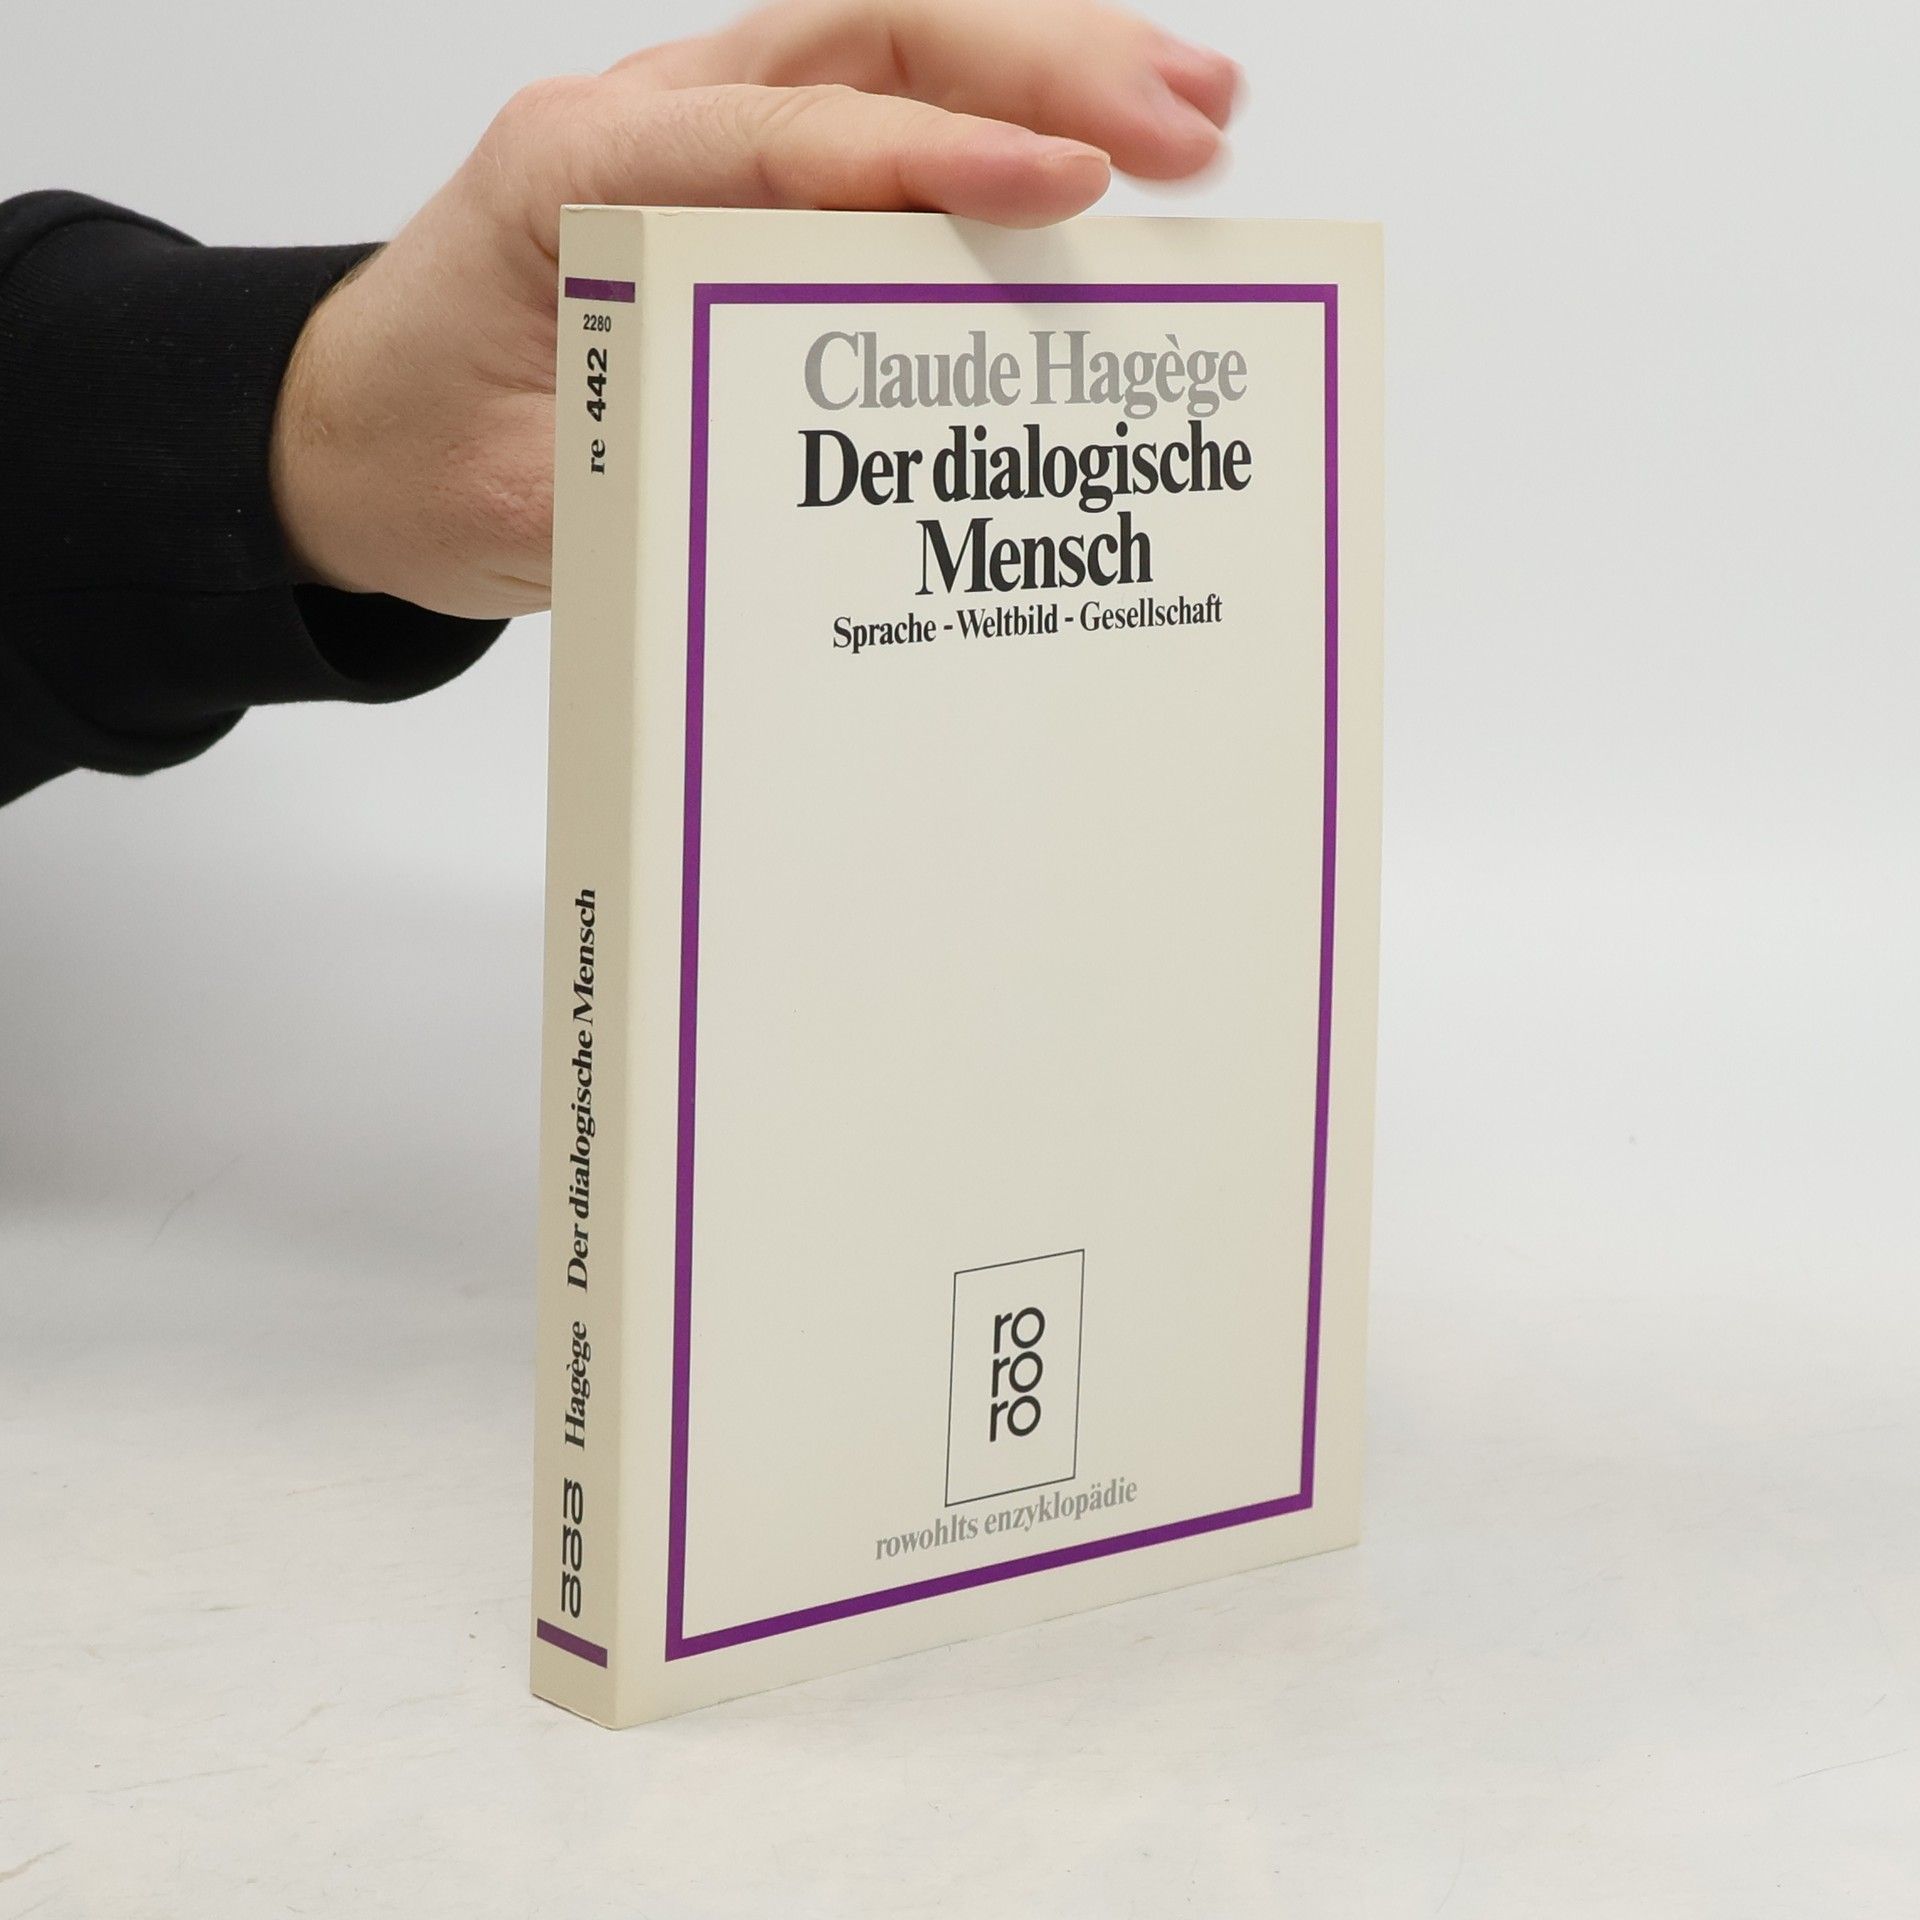 2280
re 442
Hagège Der dialogische Mensch
rororo
Claude Hagège
Der dialogische
Mensch
Sprache - Weltbild - Gesellschaft
ro
ro
ro
rowohlts enzyklopädie